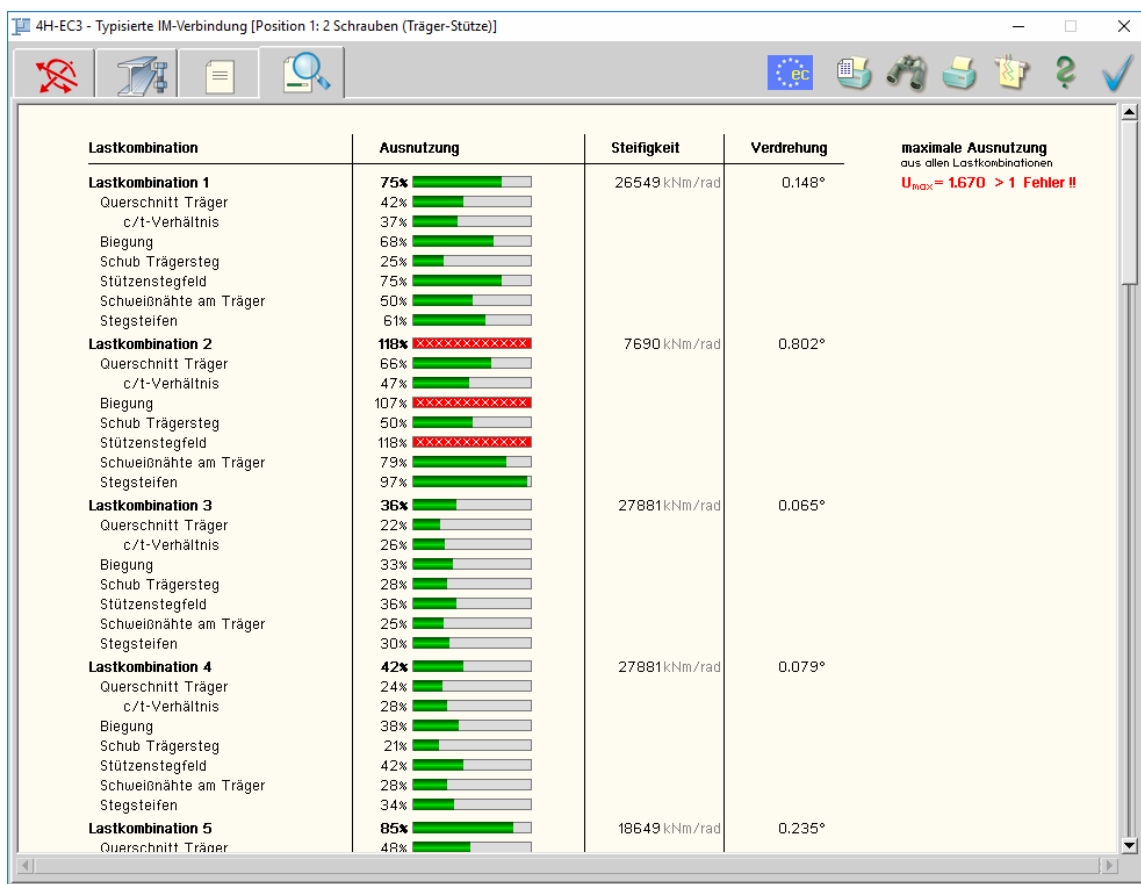 4H-EC3 - Typisierte IM-Verbindung [Position 1: 2 Schrauben (Träger-Stütze)]
ec
Lastkombination Ausnutzung Steifigkeit Verdrehung maximale Ausnutzung
aus allen Lastkombinationen
Lastkombination 1 75% 26549 kNm/rad 0.148° Umax= 1.670 > 1 Fehler !!
Querschnitt Träger 42%
c/t-Verhältnis 37%
Biegung 68%
Schub Trägersteg 25%
Stützenstegfeld 75%
Schweißnähte am Träger 50%
Stegsteifen 61%
Lastkombination 2 118% 7690 kNm/rad 0.802°
Querschnitt Träger 66%
c/t-Verhältnis 47%
Biegung 107%
Schub Trägersteg 50%
Stützenstegfeld 118%
Schweißnähte am Träger 79%
Stegsteifen 97%
Lastkombination 3 36% 27881 kNm/rad 0.065°
Querschnitt Träger 22%
c/t-Verhältnis 26%
Biegung 33%
Schub Trägersteg 28%
Stützenstegfeld 36%
Schweißnähte am Träger 25%
Stegsteifen 30%
Lastkombination 4 42% 27881 kNm/rad 0.079°
Querschnitt Träger 24%
c/t-Verhältnis 28%
Biegung 38%
Schub Trägersteg 21%
Stützenstegfeld 42%
Schweißnähte am Träger 28%
Stegsteifen 34%
Lastkombination 5 85% 18649 kNm/rad 0.235°
Querschnitt Träger 48%